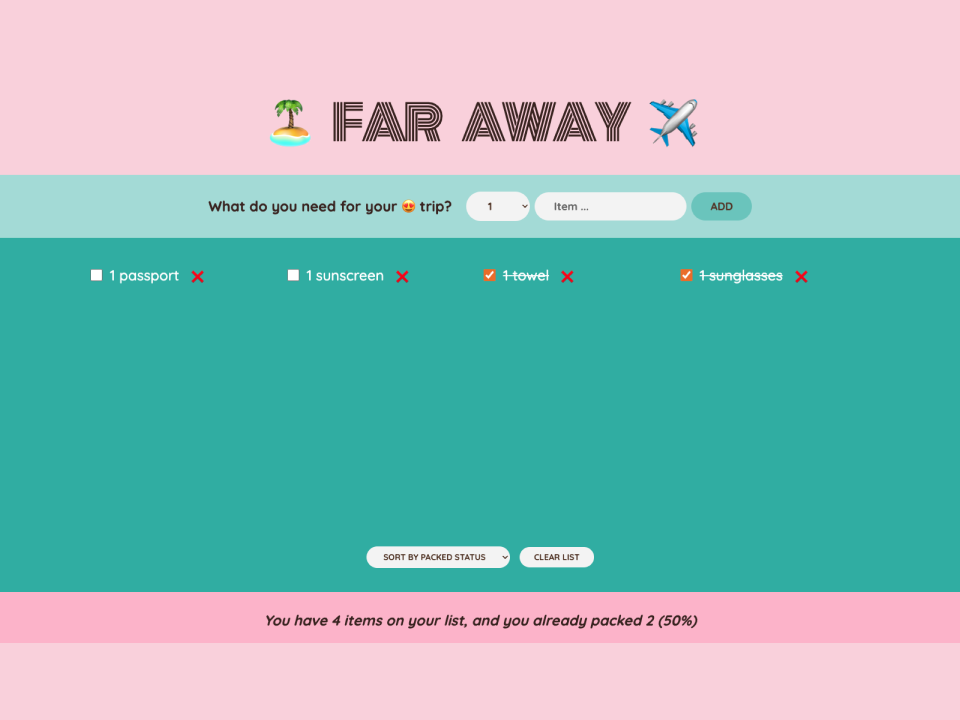 🏝️ FAR AWAY ✈️
What do you need for your 😍 trip? 1 Item ... ADD
1 passport ❌ 1 sunscreen ❌ 1 towel ❌ 1 sunglasses ❌
SORT BY PACKED STATUS CLEAR LIST
You have 4 items on your list, and you already packed 2 (50%)